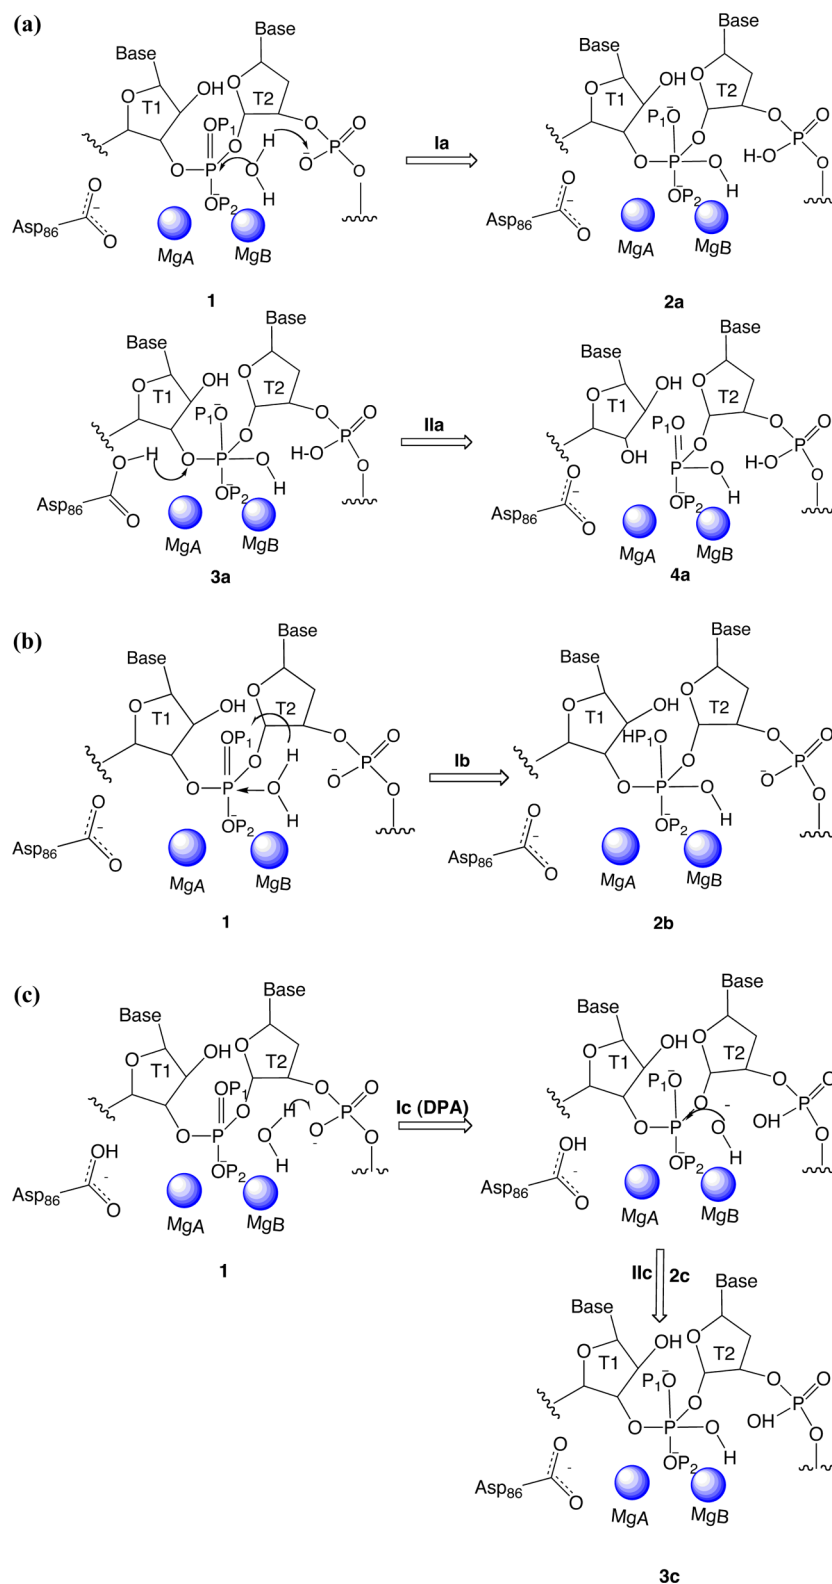 (a)
Base
Base
O
T1
OH
O
T2
OP1
O
H
O
O
P
O
-
O
P
O
H
O
-OP2
O
Asp86
-
O
MgA
MgB
1
Ia
Base
Base
O
T1
OH
O
T2
P1O-
O
O
O
P
O
H
H-O
P
O
O
-OP2
O
Asp86
-
O
MgA
MgB
2a
Base
Base
O
T1
OH
O
T2
P1O-
O
O
O
H
O
P
O
H
H-O
P
O
O
-OP2
Asp86
O
MgA
MgB
3a
IIa
Base
Base
O
T1
OH
O
T2
P1O
O
O
OH
P
O
H
H-O
P
O
O
-OP2
O
Asp86
-
O
MgA
MgB
4a
(b)
Base
Base
O
T1
OH
O
T2
OP1
O
H
O
O
P
O
H
-
O
P
O
O
-OP2
O
Asp86
-
O
MgA
MgB
1
Ib
Base
Base
O
T1
OH
O
T2
HP1O
O
O
O
P
O
H
-
O
P
O
O
-OP2
O
Asp86
-
O
MgA
MgB
2b
(c)
Base
Base
O
T1
OH
O
T2
OP1
O
H
O
O
P
O
H
O
-
P
O
O
-OP2
OH
Asp86
-
O
MgA
MgB
1
Ic (DPA)
Base
Base
O
T1
OH
O
T2
P1O-
O
-
O
O
P
O
H
OH
P
O
O
-OP2
OH
Asp86
-
O
MgA
MgB
IIc
2c
Base
Base
O
T1
OH
O
T2
P1O-
O
O
O
P
O
H
OH
P
O
O
-OP2
O
Asp86
-
O
MgA
MgB
3c